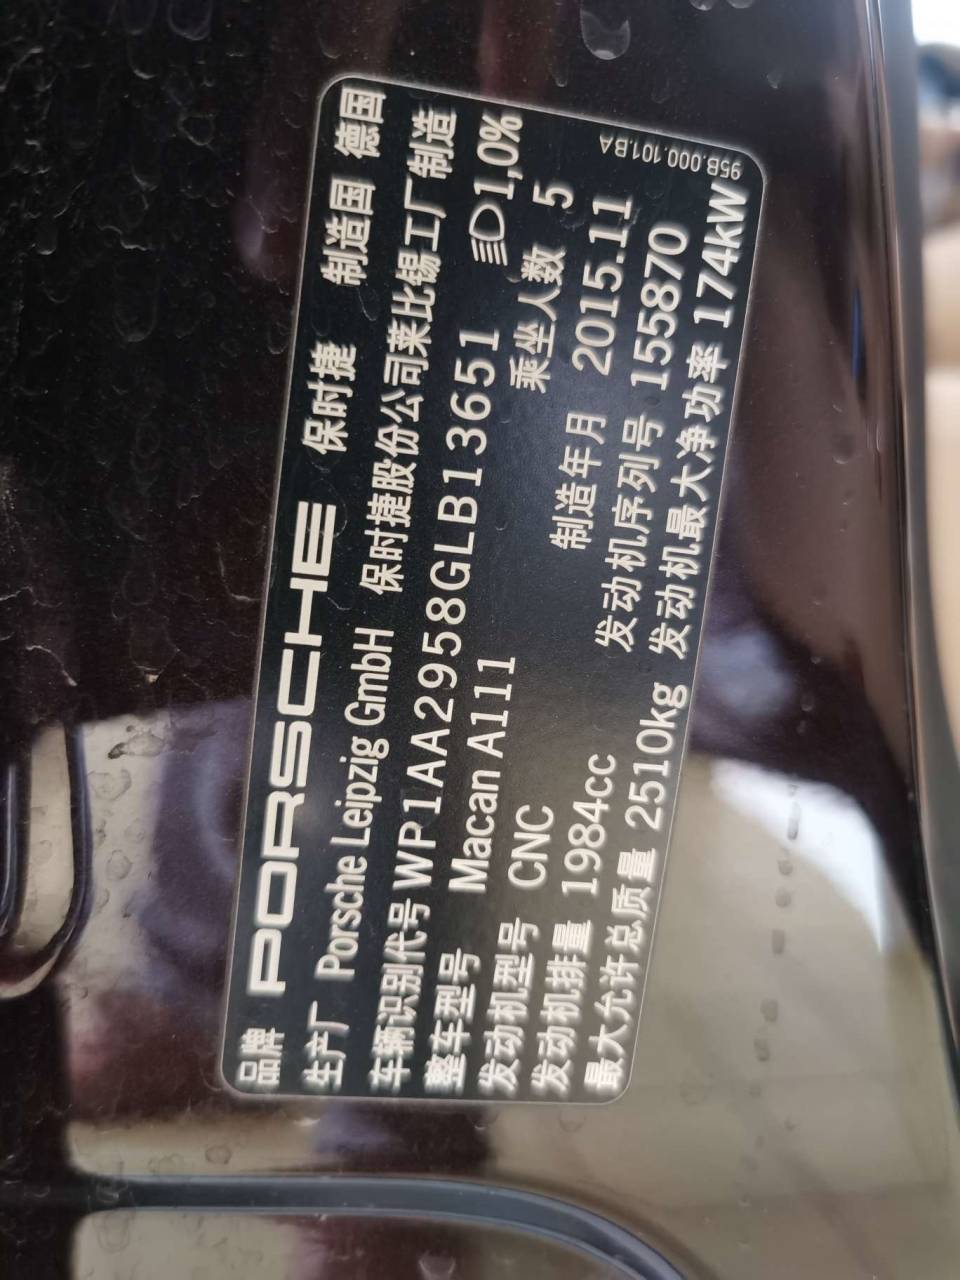 品牌 PORSCHE 保时捷 制造国 德国
生产厂 Porsche Leipzig GmbH 保时捷股份公司莱比锡工厂制造
车辆识别代号 WP1AA2958GLB13651 1,0%
整车型号 Macan A111 乘坐人数 5
发动机型号 CNC 制造年月 2015.11
发动机排量 1984cc 发动机序列号 155870
最大允许总质量 2510kg 发动机最大净功率 174kW
95B.000.101.BA